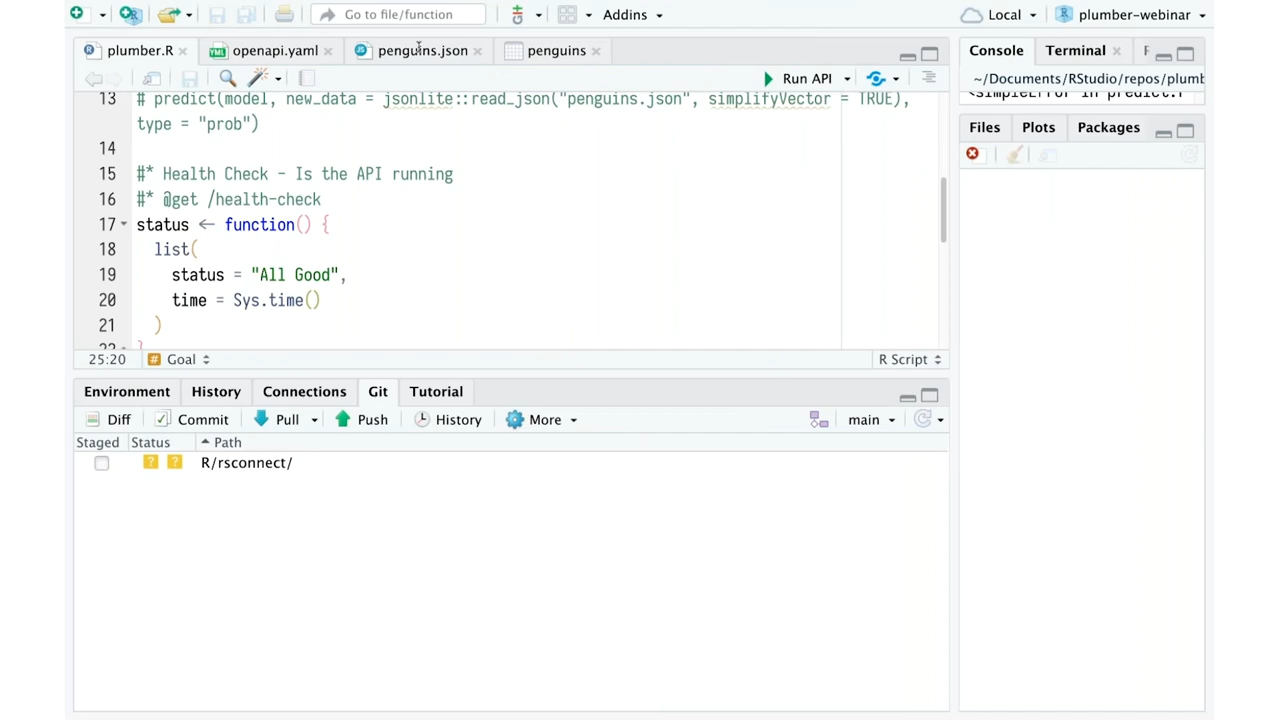 Go to file/function
Addins
Local
plumber-webinar
plumber.R
openapi.yaml
penguins.json
penguins
Console
Terminal
Run API
~/Documents/RStudio/repos/plumb
<simpleError in predict.r
13 # predict(model, new_data = jsonlite::read_json("penguins.json", simplifyVector = TRUE),
type = "prob")
14
15 #* Health Check - Is the API running
16 #* @get /health-check
17 status ← function() {
18 list(
19 status = "All Good",
20 time = Sys.time()
21 )
22 }
25:20 # Goal R Script
Files Plots Packages
Environment History Connections Git Tutorial
Diff Commit Pull Push History More main
Staged Status Path
? ? R/rsconnect/